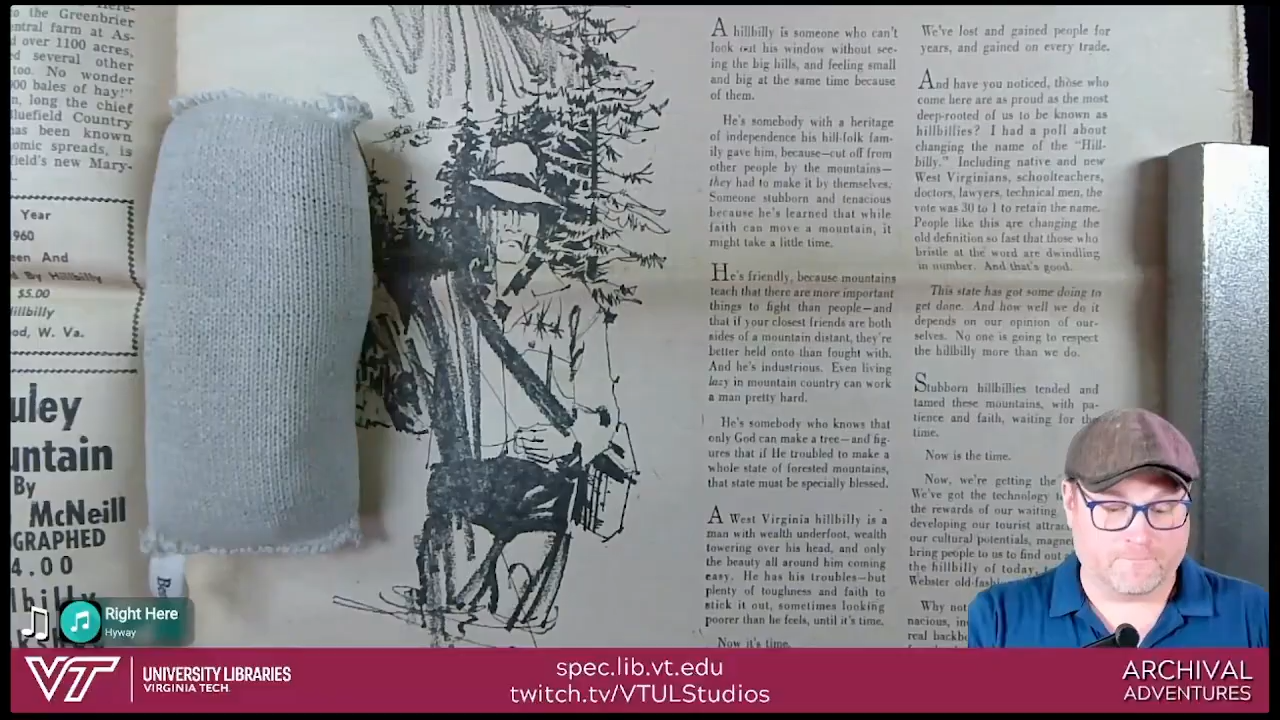 the Greenbrier
ntral farm at As-
d over 1100 acres,
ed several other
too. No wonder
00 bales of hay!"
n, long the chief
luefield Country
as been known
omic spreads, is
field's new Mary-
Year
1960
een And
d By Hillbilly
$5.00
illbilly
od, W. Va.
uley
untain
By
McNeill
GRAPHED
4.00
A hillbilly is someone who can't
look out his window without see-
ing the big hills, and feeling small
and big at the same time because
of them.
He's somebody with a heritage
of independence his hill-folk fam-
ily gave him, because—cut off from
other people by the mountains—
they had to make it by themselves.
Someone stubborn and tenacious
because he's learned that while
faith can move a mountain, it
might take a little time.
He's friendly, because mountains
teach that there are more important
things to fight than people—and
that if your closest friends are both
sides of a mountain distant, they're
better held onto than fought with.
And he's industrious. Even living
lazy in mountain country can work
a man pretty hard.
He's somebody who knows that
only God can make a tree—and fig-
ures that if He troubled to make a
whole state of forested mountains,
that state must be specially blessed.
A West Virginia hillbilly is a
man with wealth underfoot, wealth
towering over his head, and only
the beauty all around him coming
easy. He has his troubles—but
plenty of toughness and faith to
stick it out, sometimes looking
poorer than he feels, until it's time.
Now it's time.
We've lost and gained people for
years, and gained on every trade.
And have you noticed, those who
come here are as proud as the most
deep-rooted of us to be known as
hillbillies? I had a poll about
changing the name of the "Hill-
billy." Including native and new
West Virginians, schoolteachers,
doctors, lawyers, technical men, the
vote was 30 to 1 to retain the name.
People like this are changing the
old definition so fast that those who
bristle at the word are dwindling
in number. And that's good.
This state has got some doing to
get done. And how well we do it
depends on our opinion of our-
selves. No one is going to respect
the hillbilly more than we do.
Stubborn hillbillies tended and
tamed these mountains, with pa-
tience and faith, waiting for the
time.
Now is the time.
Now, we're getting the
We've got the technology
the rewards of our waiting
developing our tourist attrac
our cultural potentials, magne
bring people to us to find out
the hillbilly of today,
Webster old-fash
Why not
nacious, in
real backb
Right Here
Hyway
VT
UNIVERSITY LIBRARIES
VIRGINIA TECH.
spec.lib.vt.edu
twitch.tv/VTULStudios
ARCHIVAL
ADVENTURES